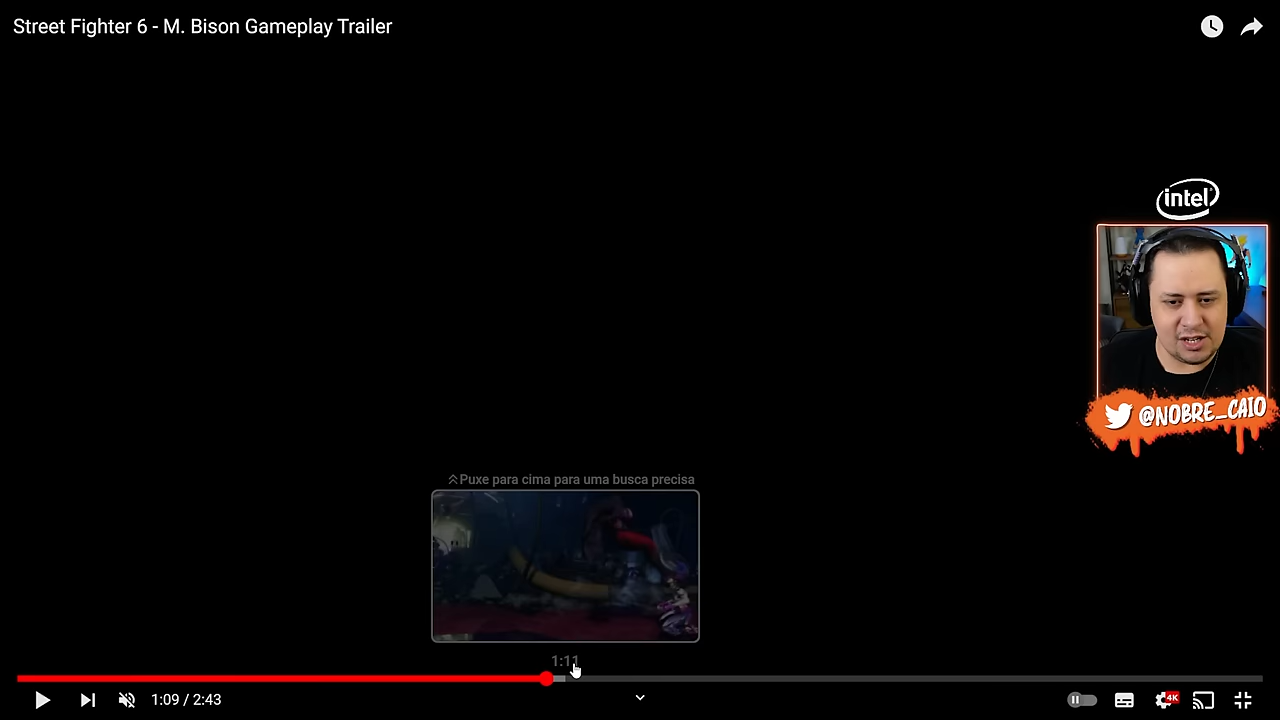 Street Fighter 6 - M. Bison Gameplay Trailer
intel
@NOBRE_CAIO
Puxe para cima para uma busca precisa
1:11
1:09 / 2:43
4K